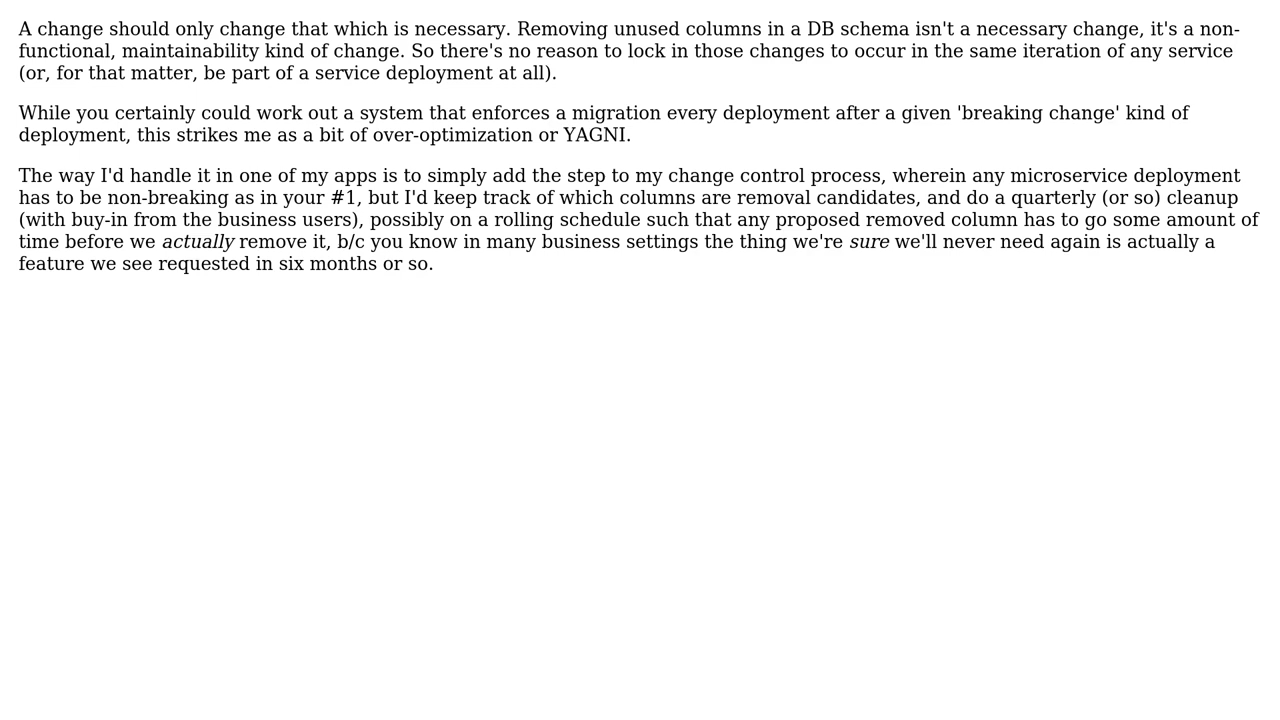 A change should only change that which is necessary. Removing unused columns in a DB schema isn't a necessary change, it's a non-
functional, maintainability kind of change. So there's no reason to lock in those changes to occur in the same iteration of any service
(or, for that matter, be part of a service deployment at all).
While you certainly could work out a system that enforces a migration every deployment after a given 'breaking change' kind of
deployment, this strikes me as a bit of over-optimization or YAGNI.
The way I'd handle it in one of my apps is to simply add the step to my change control process, wherein any microservice deployment
has to be non-breaking as in your #1, but I'd keep track of which columns are removal candidates, and do a quarterly (or so) cleanup
(with buy-in from the business users), possibly on a rolling schedule such that any proposed removed column has to go some amount of
time before we actually remove it, b/c you know in many business settings the thing we're sure we'll never need again is actually a
feature we see requested in six months or so.